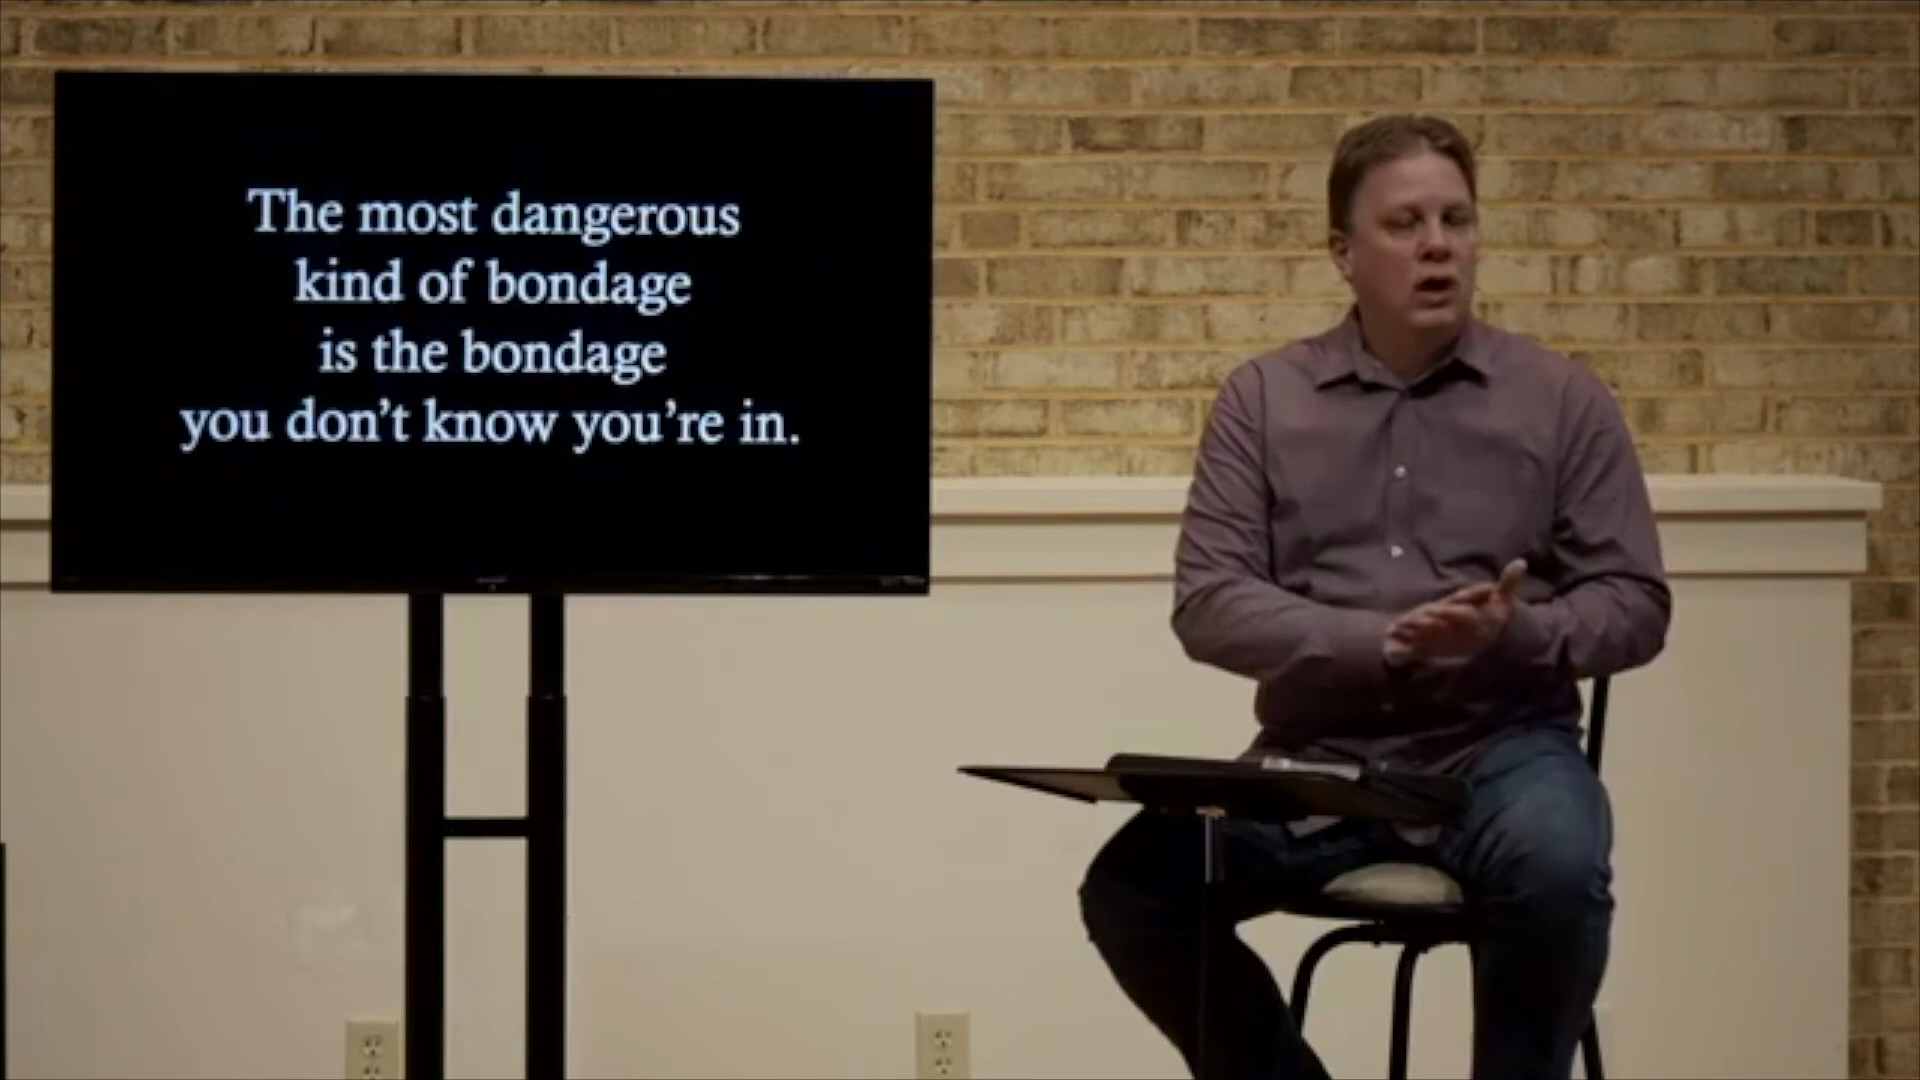 The most dangerous
kind of bondage
is the bondage
you don't know you're in.